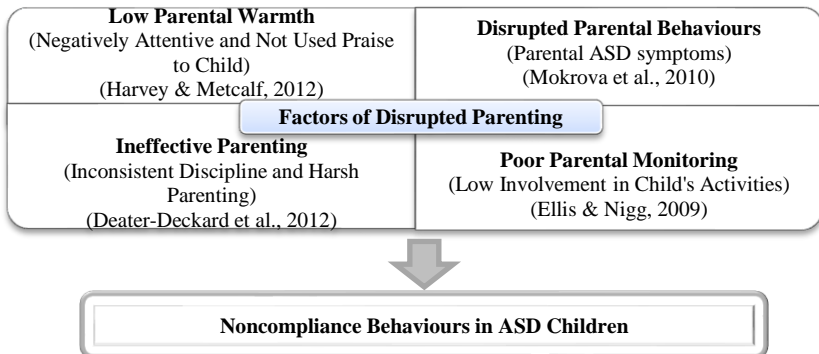 Low Parental Warmth
(Negatively Attentive and Not Used Praise
to Child)
(Harvey & Metcalf, 2012)
Disrupted Parental Behaviours
(Parental ASD symptoms)
(Mokrova et al., 2010)
Factors of Disrupted Parenting
Ineffective Parenting
(Inconsistent Discipline and Harsh
Parenting)
(Deater-Deckard et al., 2012)
Poor Parental Monitoring
(Low Involvement in Child's Activities)
(Ellis & Nigg, 2009)
Noncompliance Behaviours in ASD Children